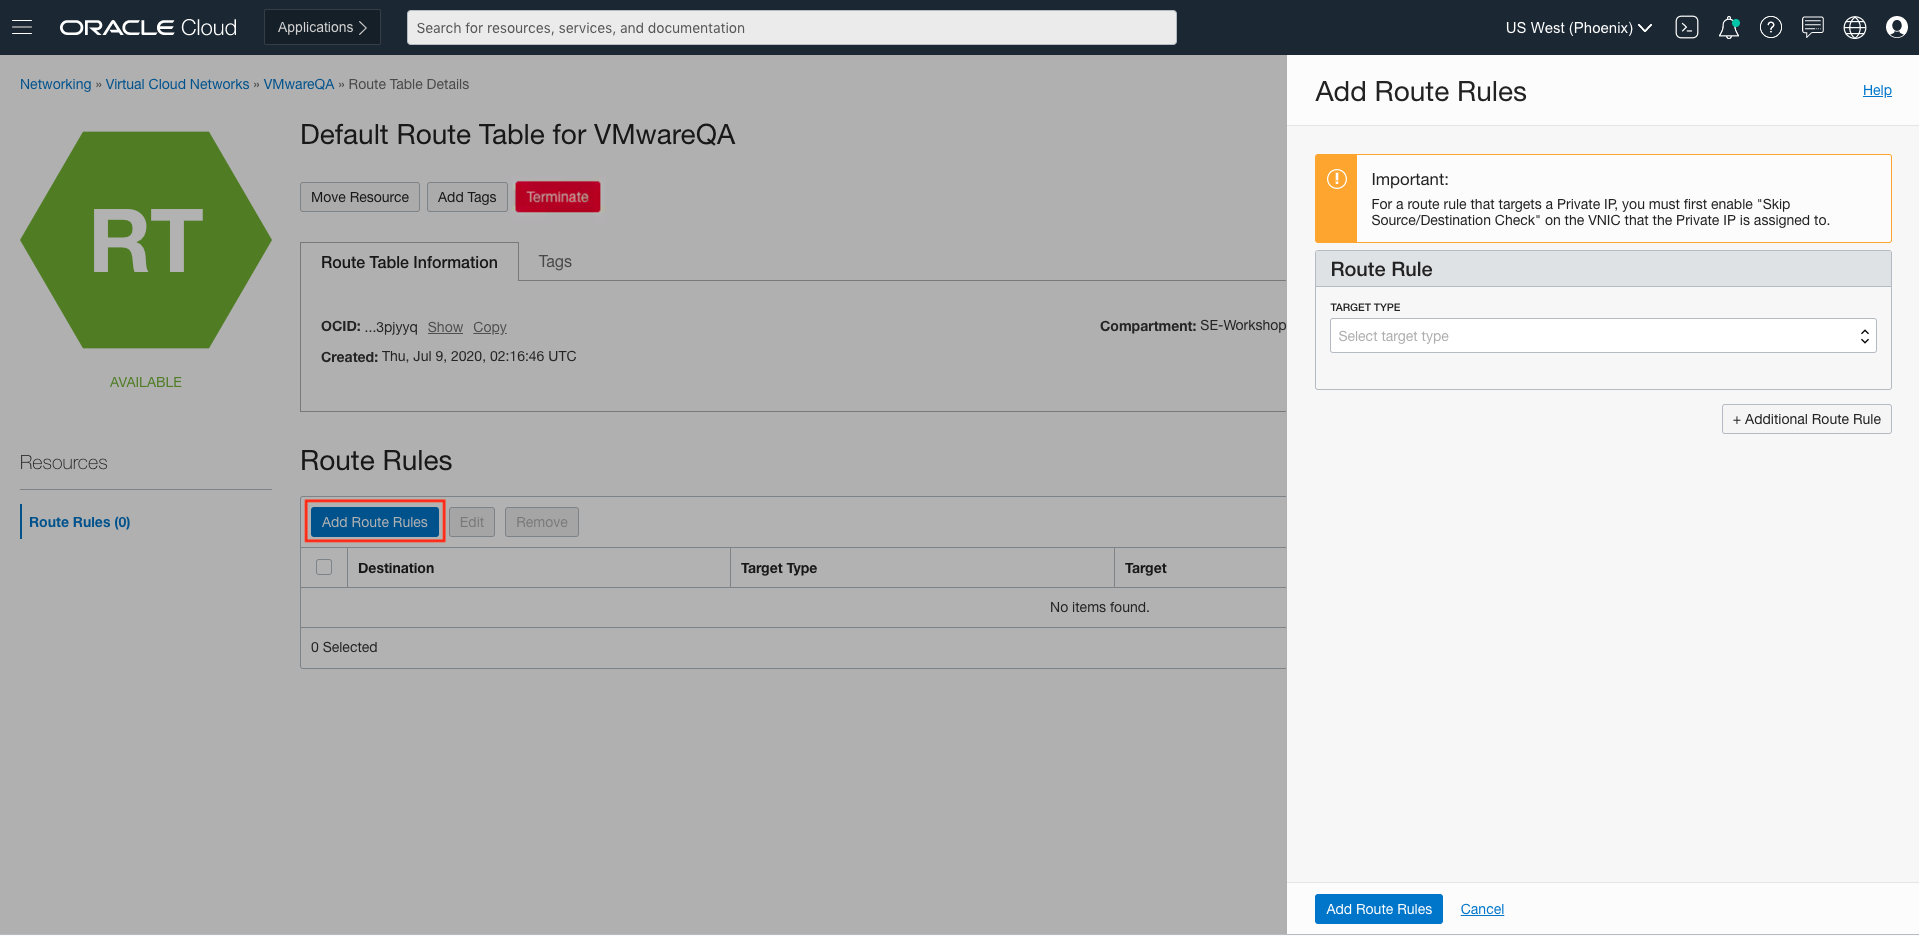 ORACLE Cloud
Applications
Search for resources, services, and documentation
US West (Phoenix)
Networking » Virtual Cloud Networks » VMwareQA » Route Table Details
RT
AVAILABLE
Resources
Route Rules (0)
Default Route Table for VMwareQA
Move Resource
Add Tags
Terminate
Route Table Information
Tags
OCID: ...3pjyyq Show Copy
Compartment: SE-Workshop
Created: Thu, Jul 9, 2020, 02:16:46 UTC
Route Rules
Add Route Rules
Edit
Remove
Destination
Target Type
Target
No items found.
0 Selected
Add Route Rules
Help
Important:
For a route rule that targets a Private IP, you must first enable "Skip
Source/Destination Check" on the VNIC that the Private IP is assigned to.
Route Rule
TARGET TYPE
Select target type
+ Additional Route Rule
Add Route Rules
Cancel